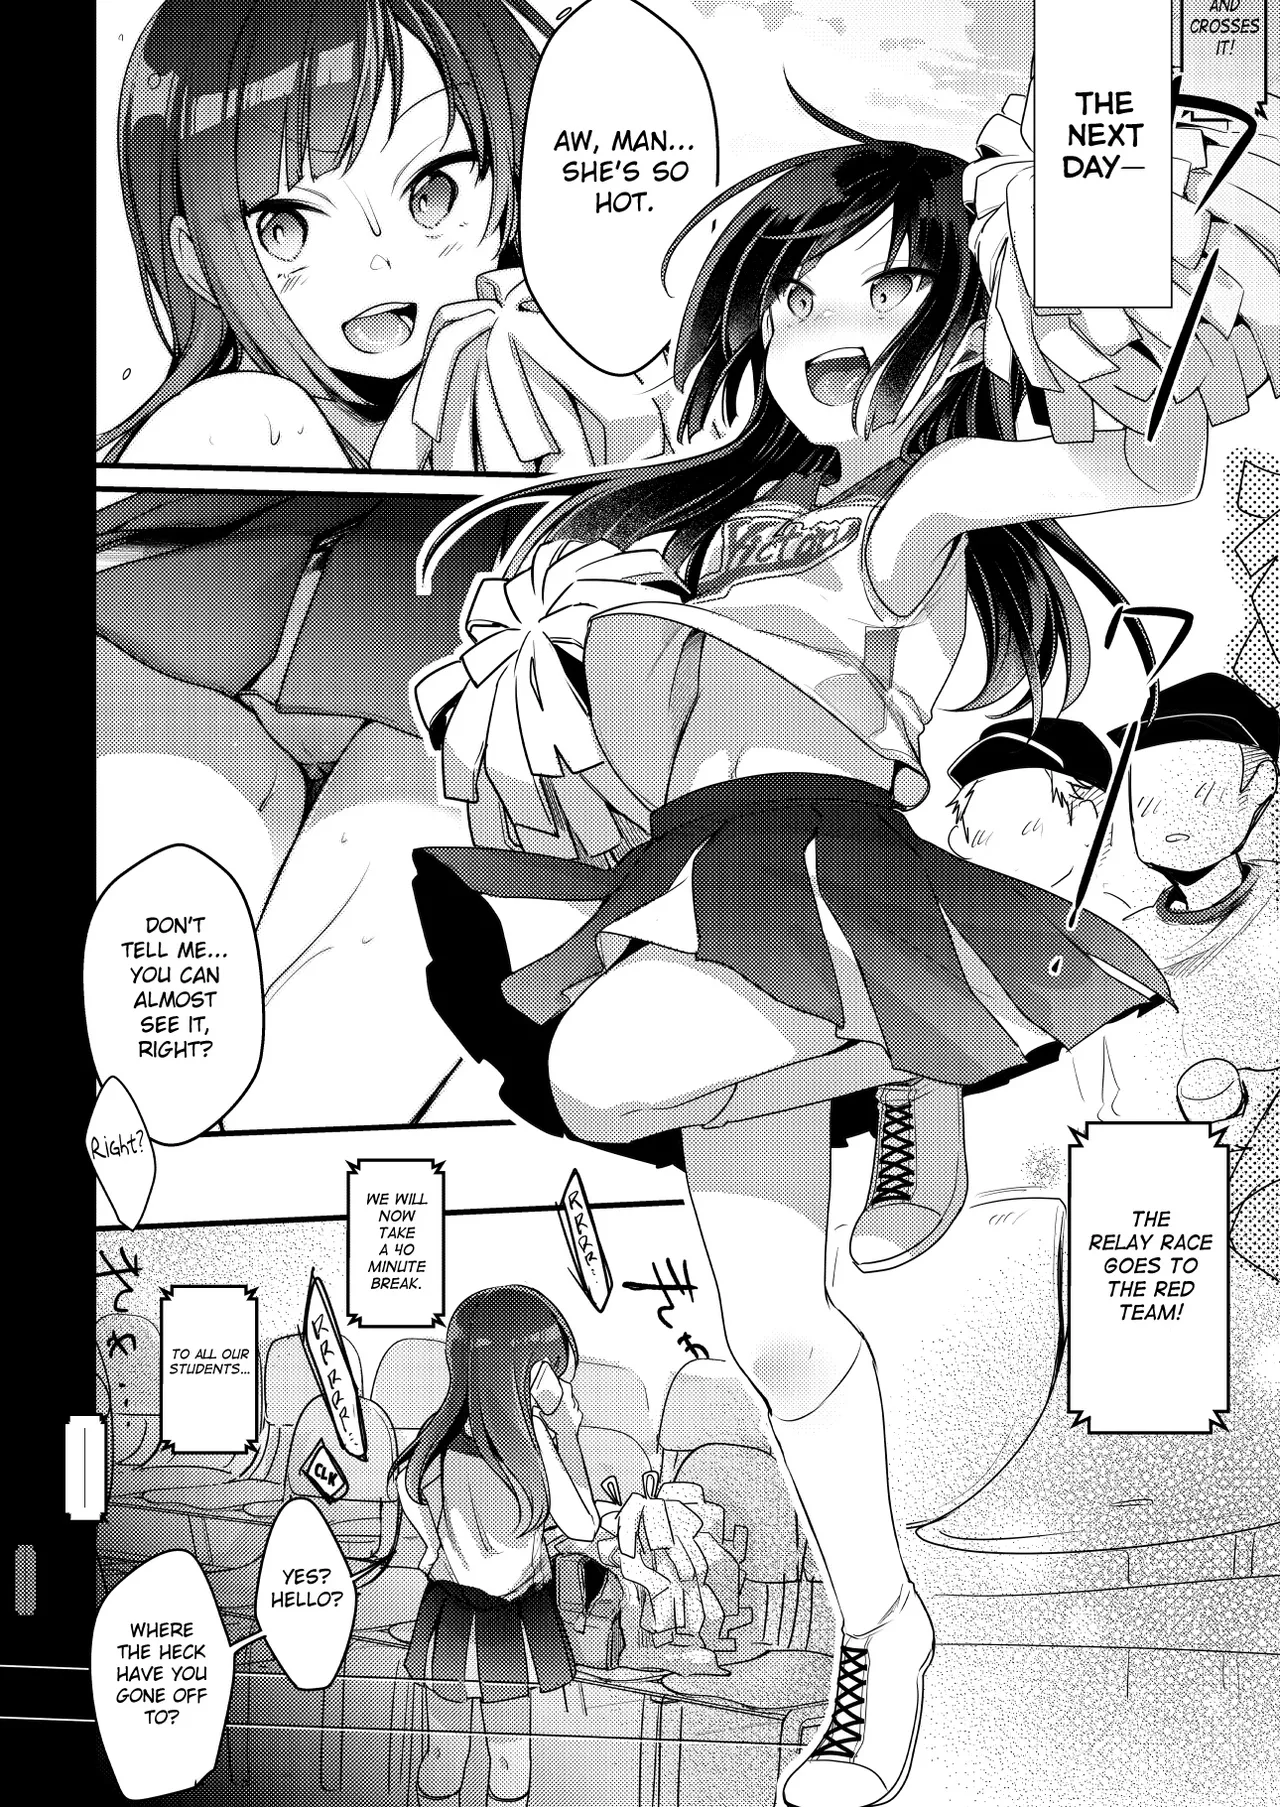 AND
CROSSES
IT!
THE
NEXT
DAY—
AW, MAN...
SHE'S SO
HOT.
DON'T
TELL ME...
YOU CAN
ALMOST
SEE IT,
RIGHT?
Right?
THE
RELAY RACE
GOES TO
THE RED
TEAM!
WE WILL
NOW
TAKE
A 40
MINUTE
BREAK.
TO ALL OUR
STUDENTS...
RRRR...
RRRRR
CLK
YES?
HELLO?
WHERE
THE HECK
HAVE YOU
GONE OFF
TO?